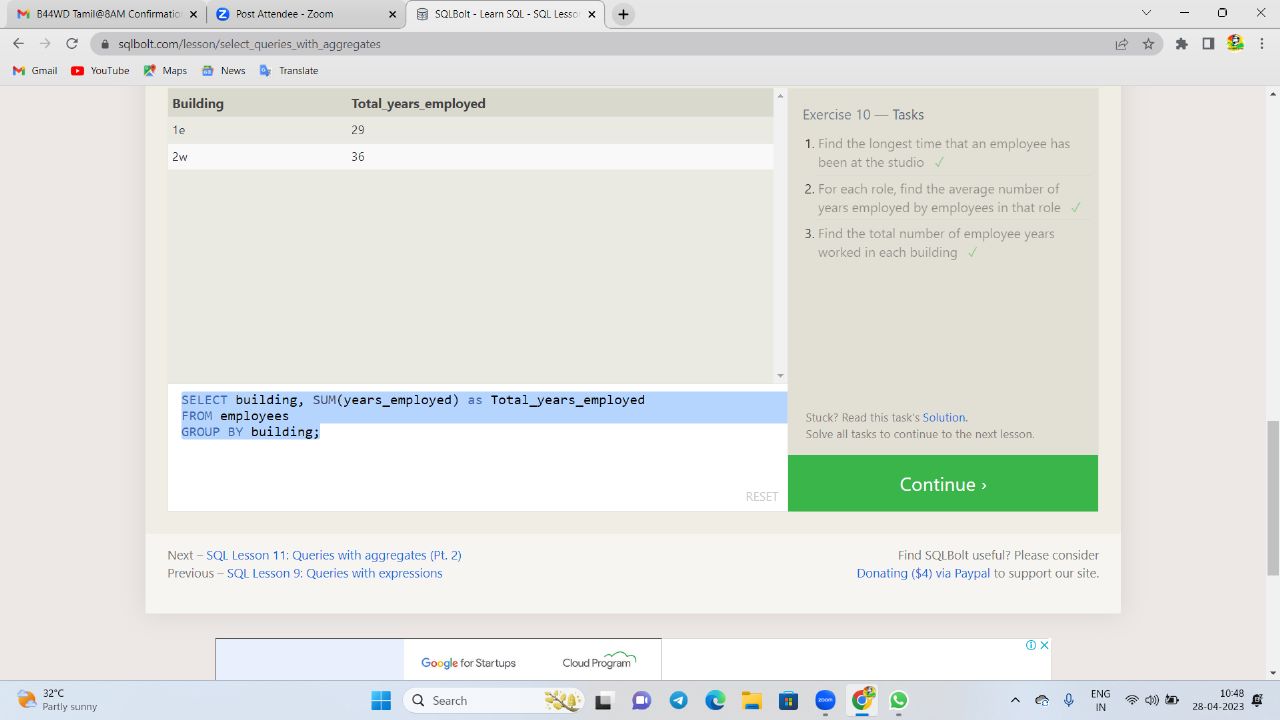 B44WD Tamil@8AM Confirmatio
Post Attendee - Zoom
SQLBolt - Learn SQL - SQL Lesso
sqlbolt.com/lesson/select_queries_with_aggregates
Gmail
YouTube
Maps
News
Translate
Building Total_years_employed
1e 29
2w 36
SELECT building, SUM(years_employed) as Total_years_employed
FROM employees
GROUP BY building;
RESET
Exercise 10 — Tasks
1. Find the longest time that an employee has
been at the studio ✓
2. For each role, find the average number of
years employed by employees in that role ✓
3. Find the total number of employee years
worked in each building ✓
Stuck? Read this task's Solution.
Solve all tasks to continue to the next lesson.
Continue ›
Next – SQL Lesson 11: Queries with aggregates (Pt. 2)
Previous – SQL Lesson 9: Queries with expressions
Find SQLBolt useful? Please consider
Donating ($4) via Paypal to support our site.
Google for Startups
Cloud Program
32°C
Partly sunny
Search
zoom
ENG
IN
10:48
28-04-2023